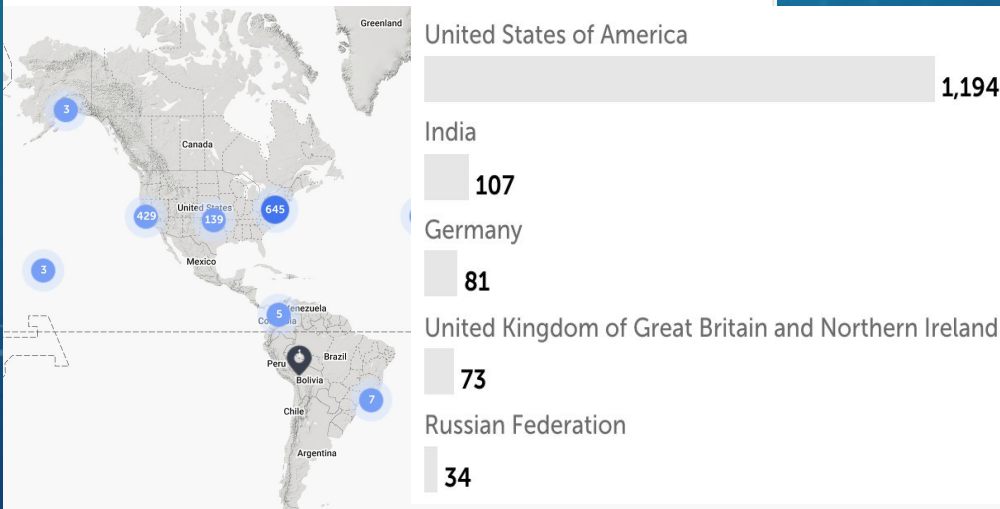 Greenland
3
Canada
United States
429
139
645
Mexico
3
5
Venezuela
Colombia
Peru
Brazil
Bolivia
7
Chile
Argentina
United States of America
1,194
India
107
Germany
81
United Kingdom of Great Britain and Northern Ireland
73
Russian Federation
34